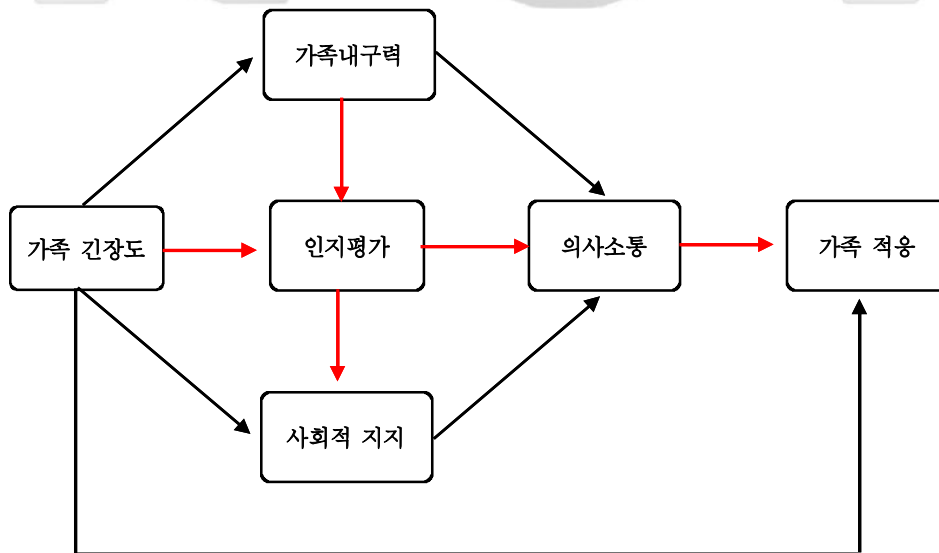 가족내구력
가족 긴장도
인지평가
의사소통
가족 적응
사회적 지지